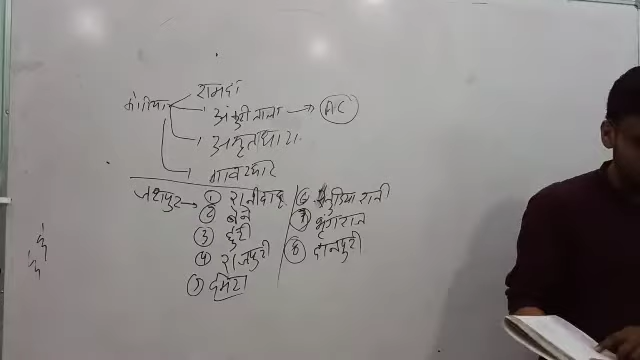 कोरिया
रामदहा
अंकुरी नाला → AC
अमृतधारा
गावरघाट
जशपुर → ① रानीदाह
② बेने
③ छुरी
④ राजपुरी
⑤ दमेरा
⑥ खुड़िया रानी
⑦ भृंगराज
⑧ दानपुरी